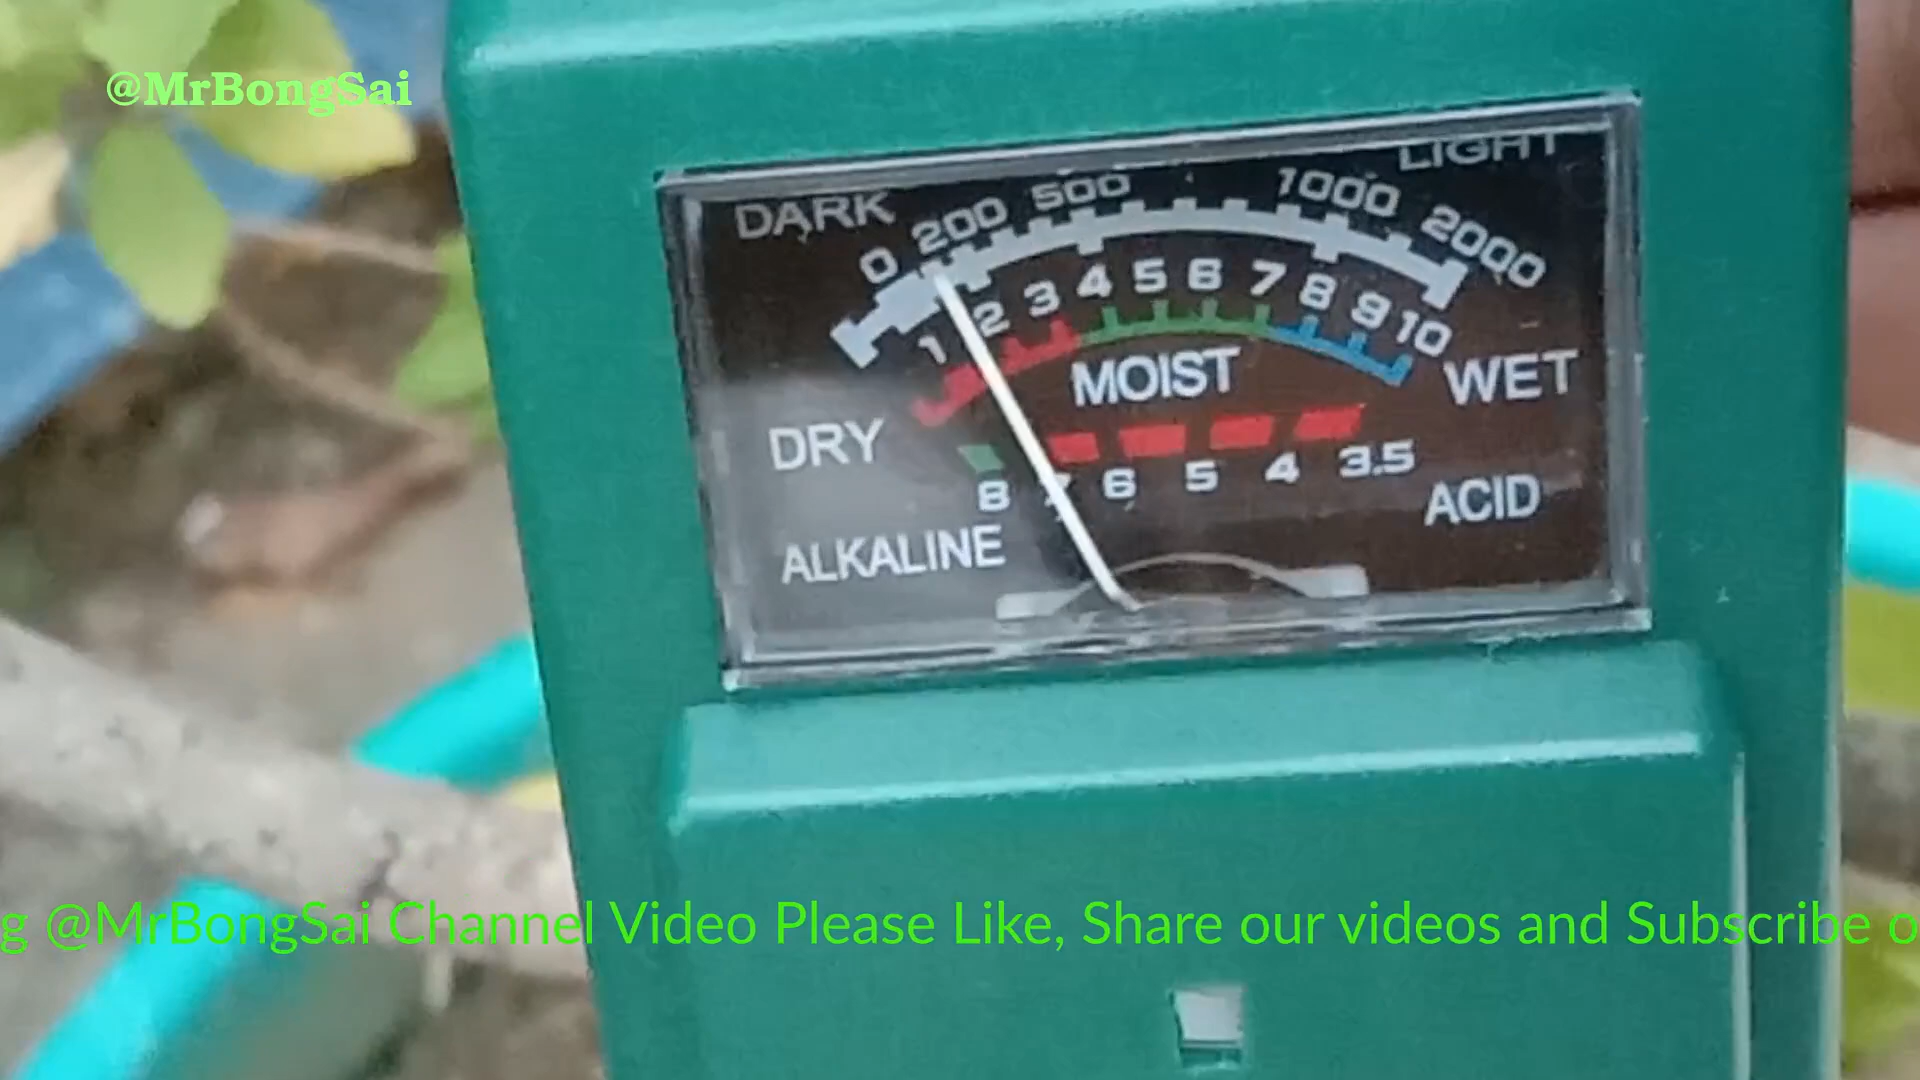 @MrBongSai
DARK LIGHT
0 200 500 1000 2000
1 2 3 4 5 6 7 8 9 10
DRY MOIST WET
8 7 6 5 4 3.5
ALKALINE ACID
g @MrBongSai Channel Video Please Like, Share our videos and Subscribe o